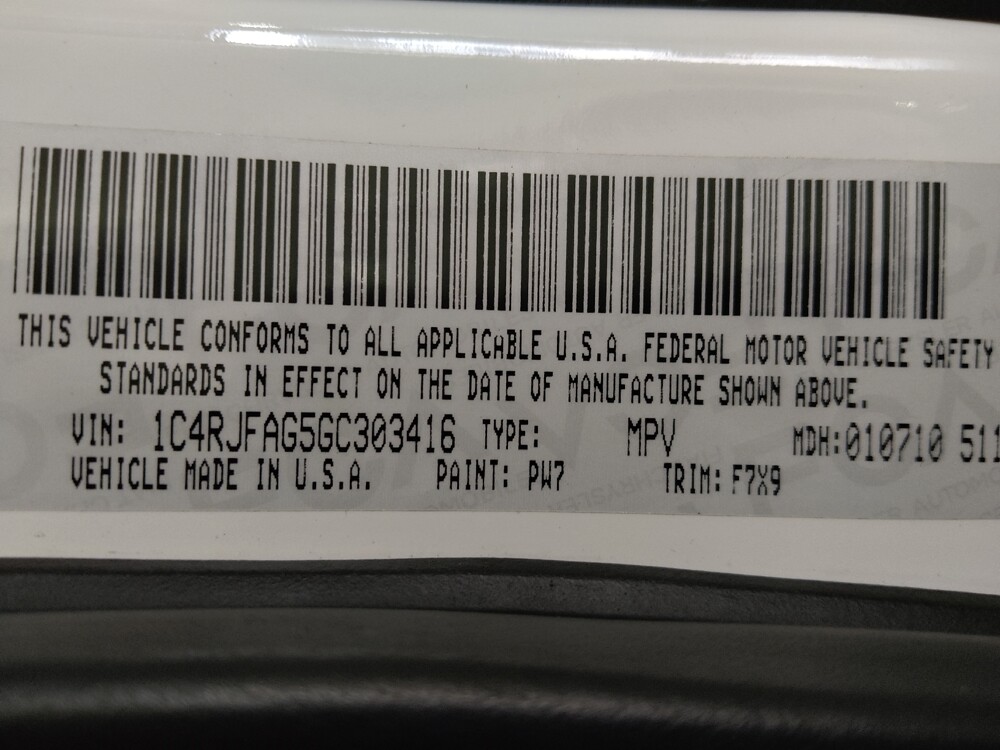 THIS VEHICLE CONFORMS TO ALL APPLICABLE U.S.A. FEDERAL MOTOR VEHICLE SAFETY
STANDARDS IN EFFECT ON THE DATE OF MANUFACTURE SHOWN ABOVE.
VIN: 1C4RJFAG5GC303416 TYPE: MPV MDH:010710 511
VEHICLE MADE IN U.S.A. PAINT: PW7 TRIM: F7X9